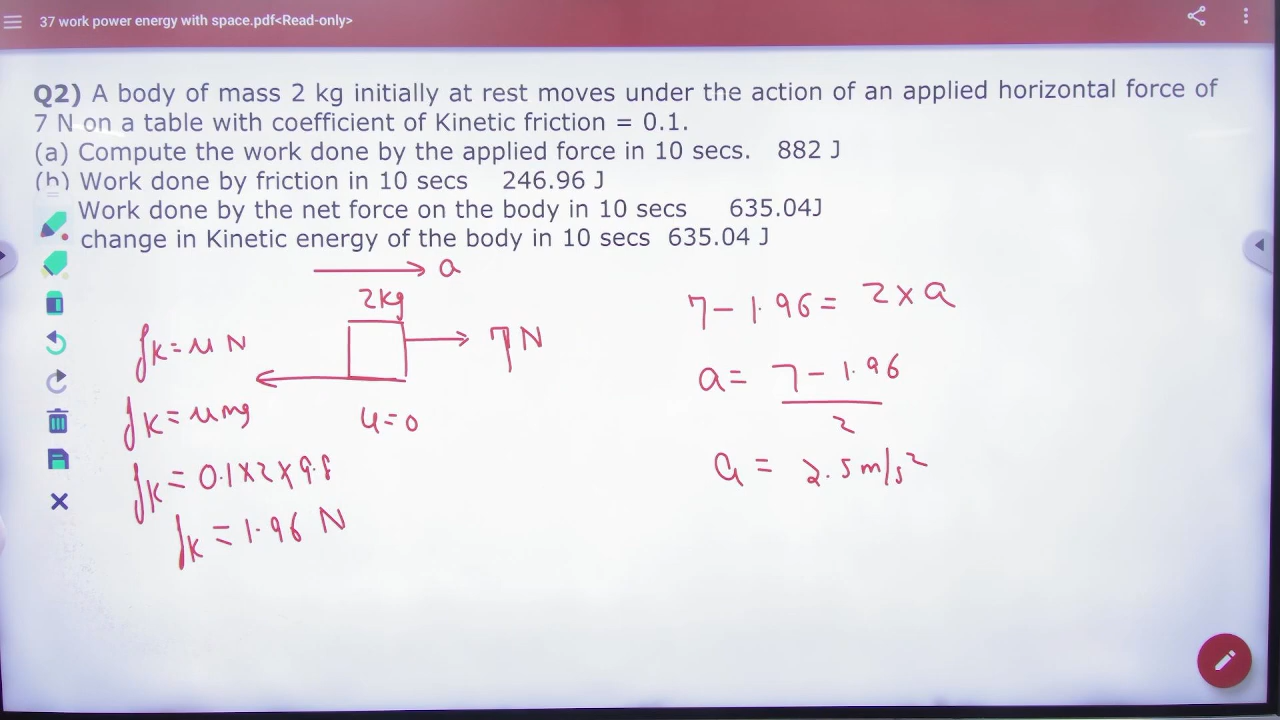 37 work power energy with space.pdf<Read-only>
Q2) A body of mass 2 kg initially at rest moves under the action of an applied horizontal force of
7 N on a table with coefficient of Kinetic friction = 0.1.
(a) Compute the work done by the applied force in 10 secs. 882 J
(b) Work done by friction in 10 secs 246.96 J
Work done by the net force on the body in 10 secs 635.04J
change in Kinetic energy of the body in 10 secs 635.04 J
a
2kg
7N
u=0
fk=μN
fk=μmg
fk=0.1×2×9.8
fk=1.96 N
7-1.96=2×a
a=7-1.96
2
a=2.5m/s²